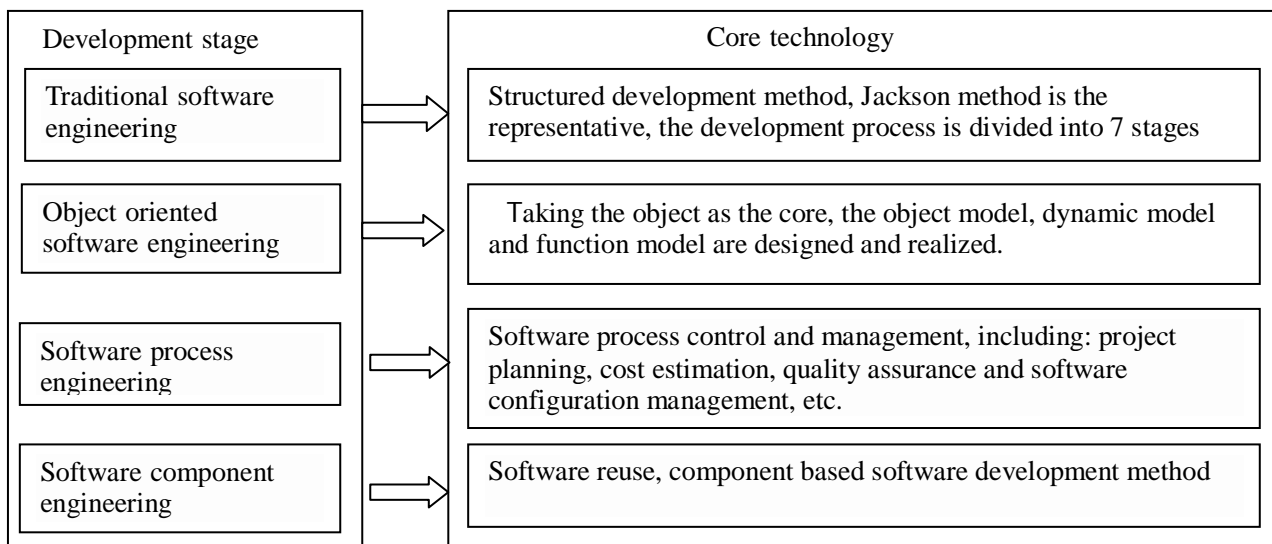 Development stage
Core technology
Traditional software
engineering
Structured development method, Jackson method is the
representative, the development process is divided into 7 stages
Object oriented
software engineering
Taking the object as the core, the object model, dynamic model
and function model are designed and realized.
Software process
engineering
Software process control and management, including: project
planning, cost estimation, quality assurance and software
configuration management, etc.
Software component
engineering
Software reuse, component based software development method